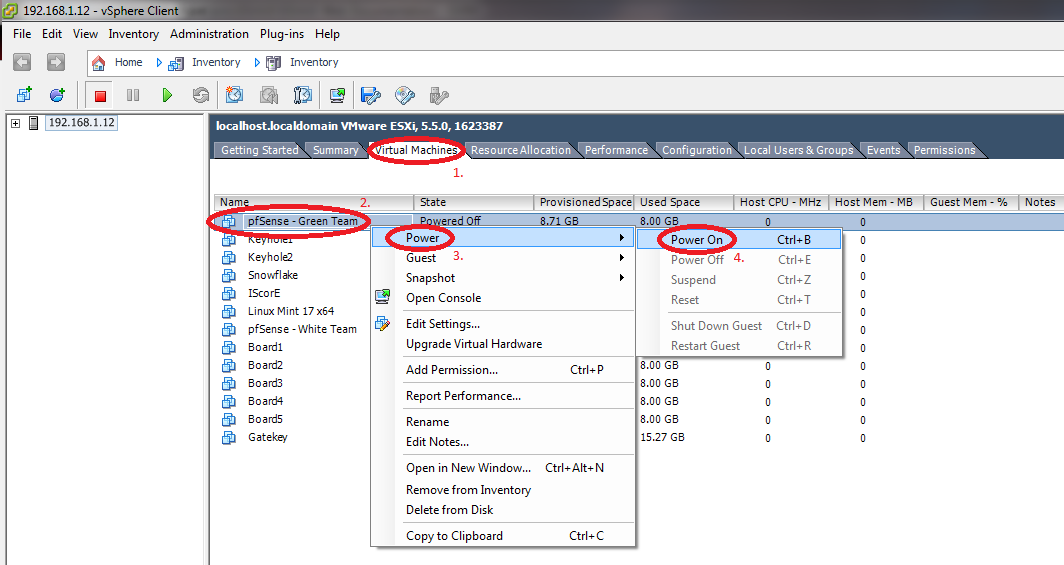 192.168.1.12 - vSphere Client
File Edit View Inventory Administration Plug-ins Help
Home Inventory Inventory
192.168.1.12
localhost.localdomain VMware ESXi, 5.5.0, 1623387
Getting Started Summary Virtual Machines Resource Allocation Performance Configuration Local Users & Groups Events Permissions
1.
2.
Name State Provisioned Space Used Space Host CPU - MHz Host Mem - MB Guest Mem - % Notes
pfSense - Green Team Powered Off 8.71 GB 8.00 GB 0 0
Keyhole1 0
Keyhole2 0
Snowflake 0
IScorE 0
Linux Mint 17 x64 0
pfSense - White Team 0
Board1 0
Board2 8.00 GB 0 0
Board3 8.00 GB 0 0
Board4 8.00 GB 0 0
Board5 8.00 GB 0 0
Gatekey 15.27 GB 0 0
Power
3.
Guest
Snapshot
Open Console
Edit Settings...
Upgrade Virtual Hardware
Add Permission... Ctrl+P
Report Performance...
Rename
Edit Notes...
Open in New Window... Ctrl+Alt+N
Remove from Inventory
Delete from Disk
Copy to Clipboard Ctrl+C
Power On Ctrl+B
4.
Power Off Ctrl+E
Suspend Ctrl+Z
Reset Ctrl+T
Shut Down Guest Ctrl+D
Restart Guest Ctrl+R